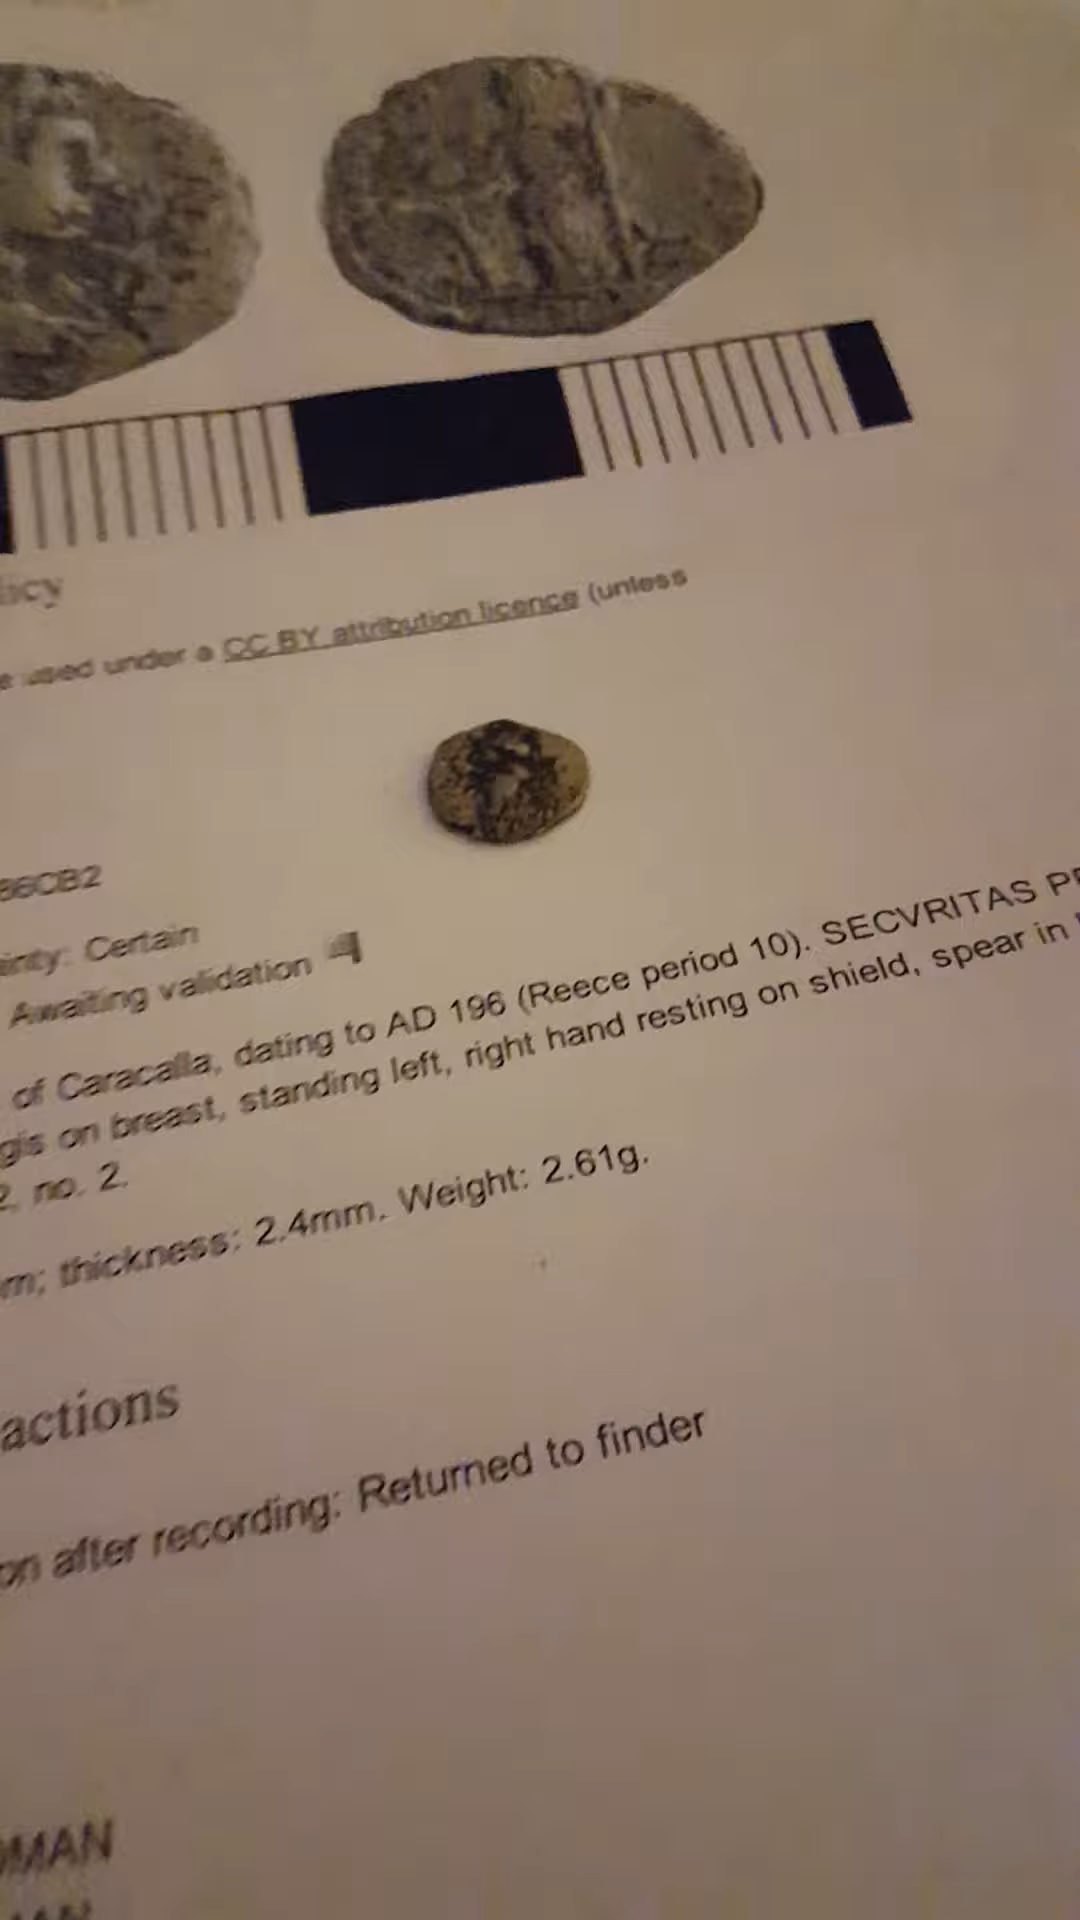 acy
used under a CC BY attribution licence (unless
86CB2
inty: Certain
Awaiting validation
of Caracalla, dating to AD 196 (Reece period 10). SECVRITAS PE
gis on breast, standing left, right hand resting on shield, spear in
2, no. 2.
m; thickness: 2.4mm. Weight: 2.61g.
actions
on after recording: Returned to finder
MAN